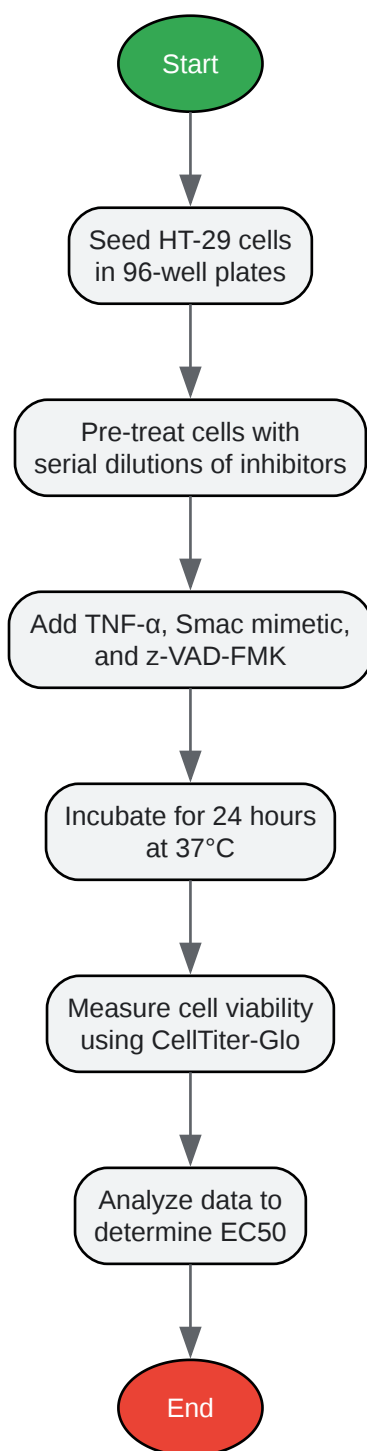 Start
Seed HT-29 cells
in 96-well plates
Pre-treat cells with
serial dilutions of inhibitors
Add TNF-α, Smac mimetic,
and z-VAD-FMK
Incubate for 24 hours
at 37°C
Measure cell viability
using CellTiter-Glo
Analyze data to
determine EC50
End